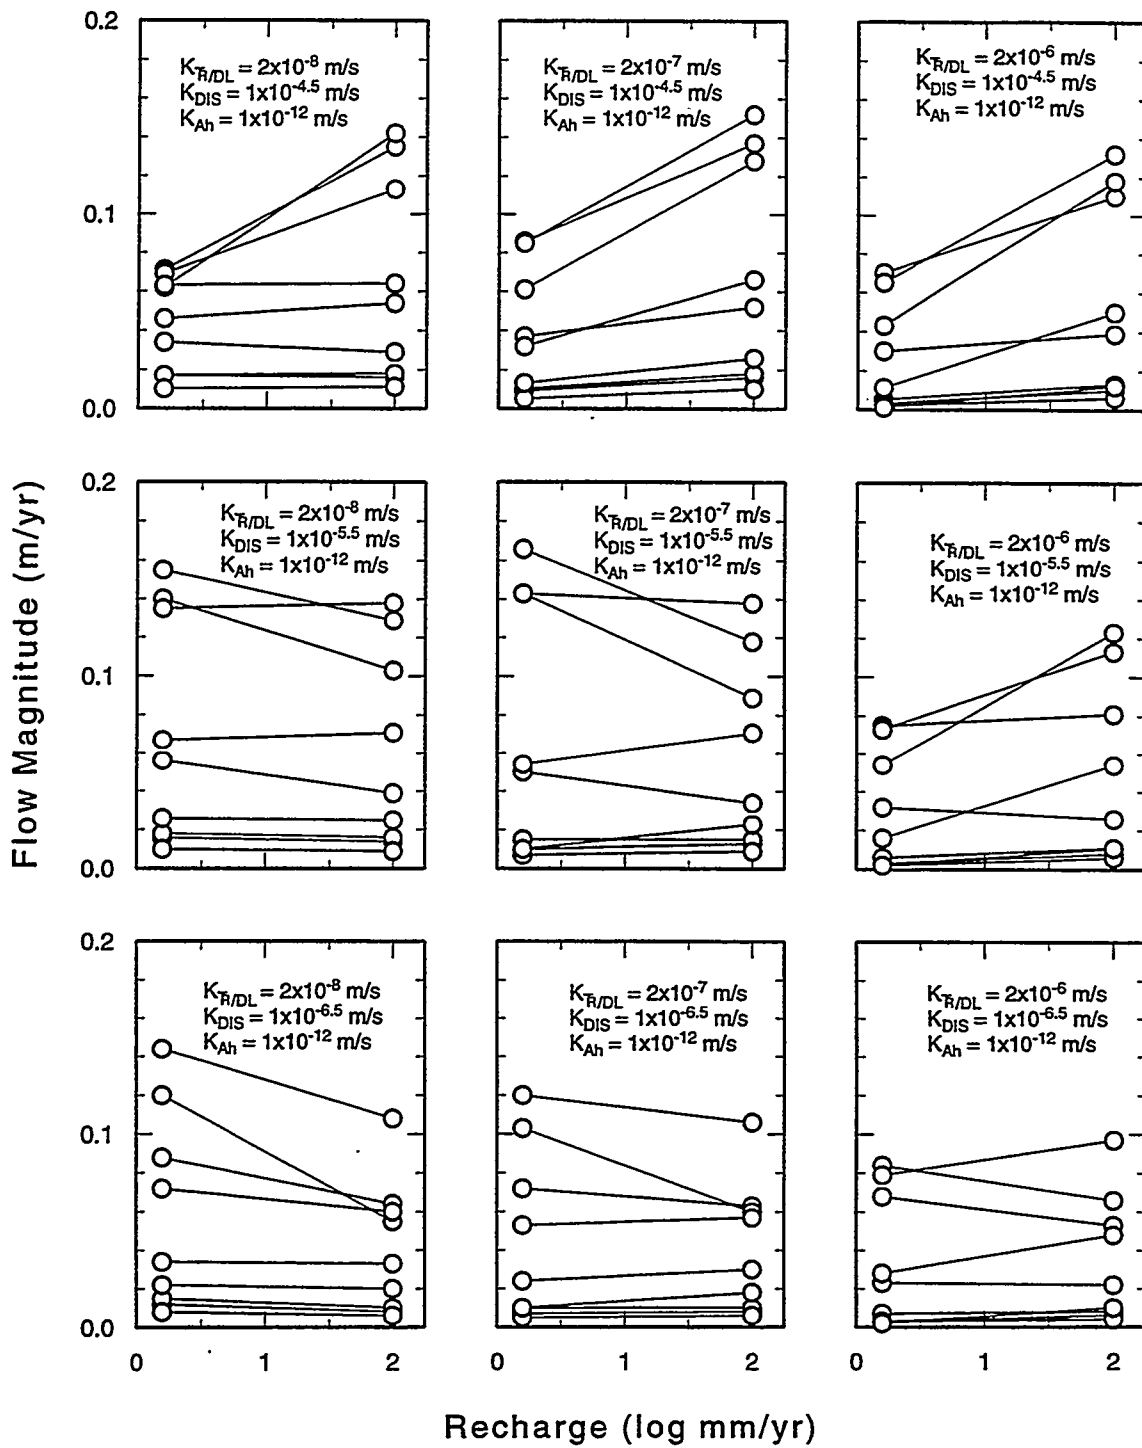 0.2
0.1
0.0
K_TR/DL = 2x10^-8 m/s
K_DIS = 1x10^-4.5 m/s
K_Ah = 1x10^-12 m/s
K_TR/DL = 2x10^-7 m/s
K_DIS = 1x10^-4.5 m/s
K_Ah = 1x10^-12 m/s
K_TR/DL = 2x10^-6 m/s
K_DIS = 1x10^-4.5 m/s
K_Ah = 1x10^-12 m/s
Flow Magnitude (m/yr)
0.2
0.1
0.0
K_TR/DL = 2x10^-8 m/s
K_DIS = 1x10^-5.5 m/s
K_Ah = 1x10^-12 m/s
K_TR/DL = 2x10^-7 m/s
K_DIS = 1x10^-5.5 m/s
K_Ah = 1x10^-12 m/s
K_TR/DL = 2x10^-6 m/s
K_DIS = 1x10^-5.5 m/s
K_Ah = 1x10^-12 m/s
0.2
0.1
0.0
K_TR/DL = 2x10^-8 m/s
K_DIS = 1x10^-6.5 m/s
K_Ah = 1x10^-12 m/s
K_TR/DL = 2x10^-7 m/s
K_DIS = 1x10^-6.5 m/s
K_Ah = 1x10^-12 m/s
K_TR/DL = 2x10^-6 m/s
K_DIS = 1x10^-6.5 m/s
K_Ah = 1x10^-12 m/s
0 1 2 0 1 2 0 1 2
Recharge (log mm/yr)